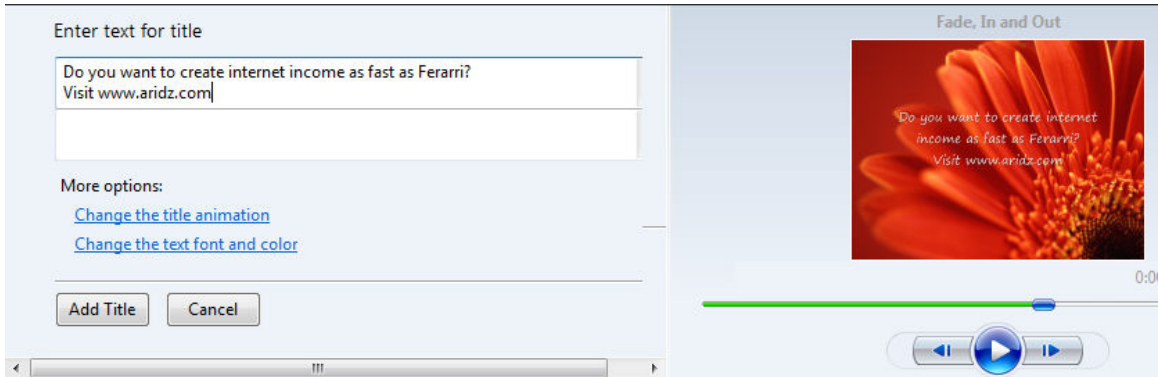 Enter text for title
Do you want to create internet income as fast as Ferarri?
Visit www.aridz.com
More options:
Change the title animation
Change the text font and color
Add Title
Cancel
Fade, In and Out
Do you want to create internet
income as fast as Ferarri?
Visit www.aridz.com